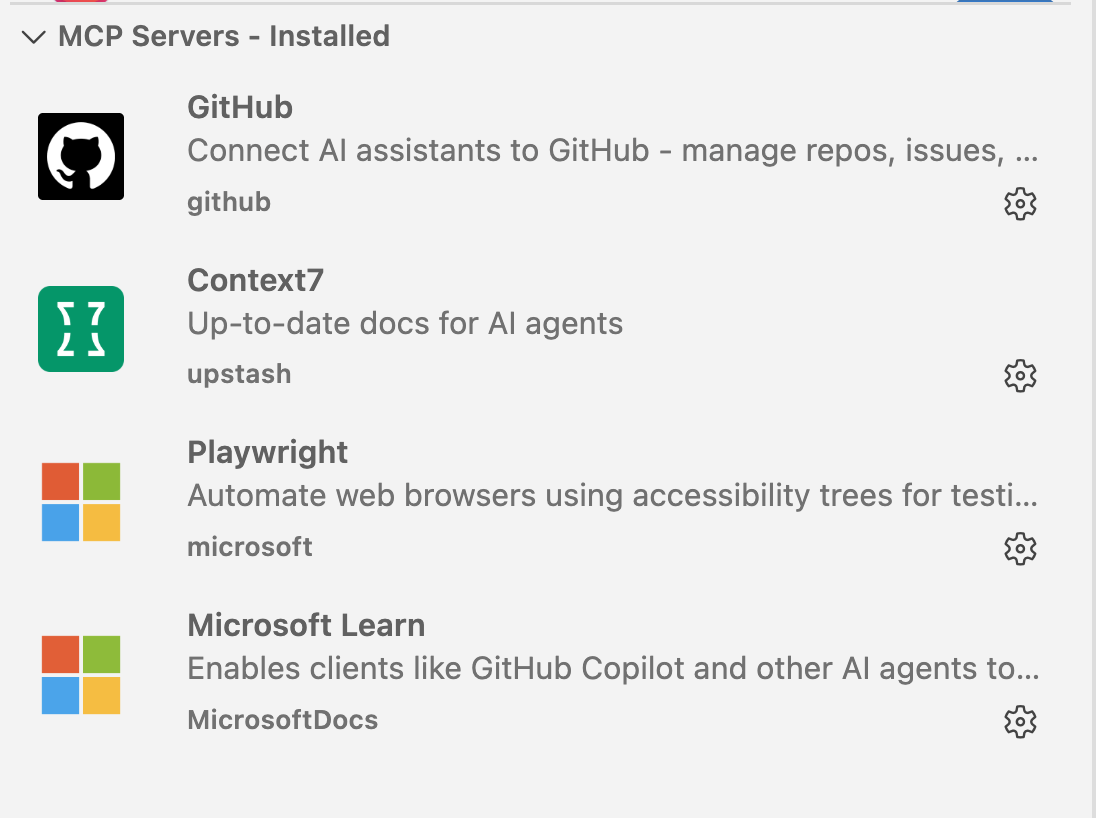 MCP Servers - Installed
GitHub
Connect AI assistants to GitHub - manage repos, issues, ...
github
Context7
Up-to-date docs for AI agents
upstash
Playwright
Automate web browsers using accessibility trees for testi...
microsoft
Microsoft Learn
Enables clients like GitHub Copilot and other AI agents to...
MicrosoftDocs